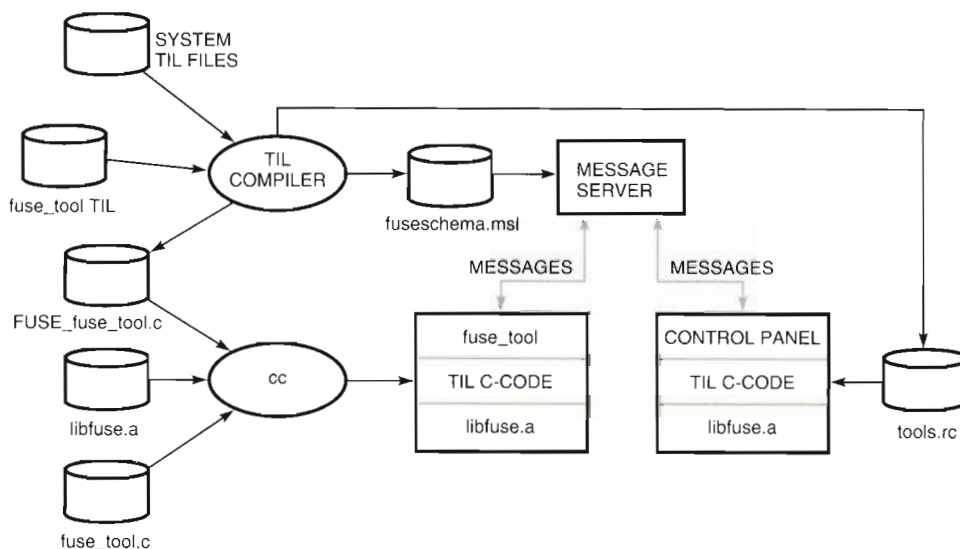 SYSTEM
TIL FILES
TIL
COMPILER
fuse_tool TIL
fuseschema.msl
MESSAGE
SERVER
FUSE_fuse_tool.c
MESSAGES
MESSAGES
cc
libfuse.a
fuse_tool.c
fuse_tool
TIL C-CODE
libfuse.a
CONTROL PANEL
TIL C-CODE
libfuse.a
tools.rc